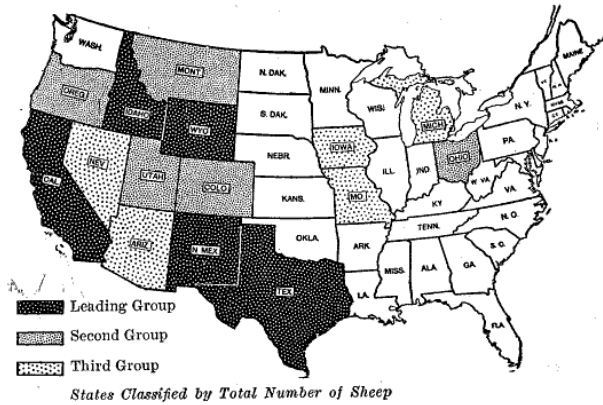 WASH.
MONT.
N. DAK.
MINN.
MAINE
OREG.
IDAHO
WYO.
S. DAK.
WIS.
MICH.
N. Y.
NEBR.
IOWA
PA.
NEV.
UTAH
COLO.
ILL.
IND.
OHIO
W. VA.
VA.
CAL.
KANS.
MO.
KY
N. C.
ARIZ.
N. MEX
OKLA.
ARK.
TENN.
S. C.
TEX.
LA.
MISS.
ALA.
GA.
FLA
Leading Group
Second Group
Third Group
States Classified by Total Number of Sheep